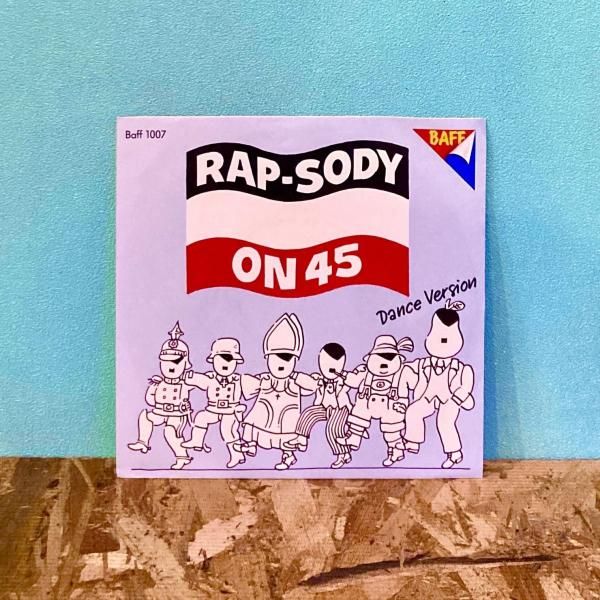 Baff 1007
BAFF
RAP-SODY
ON 45
Dance Version